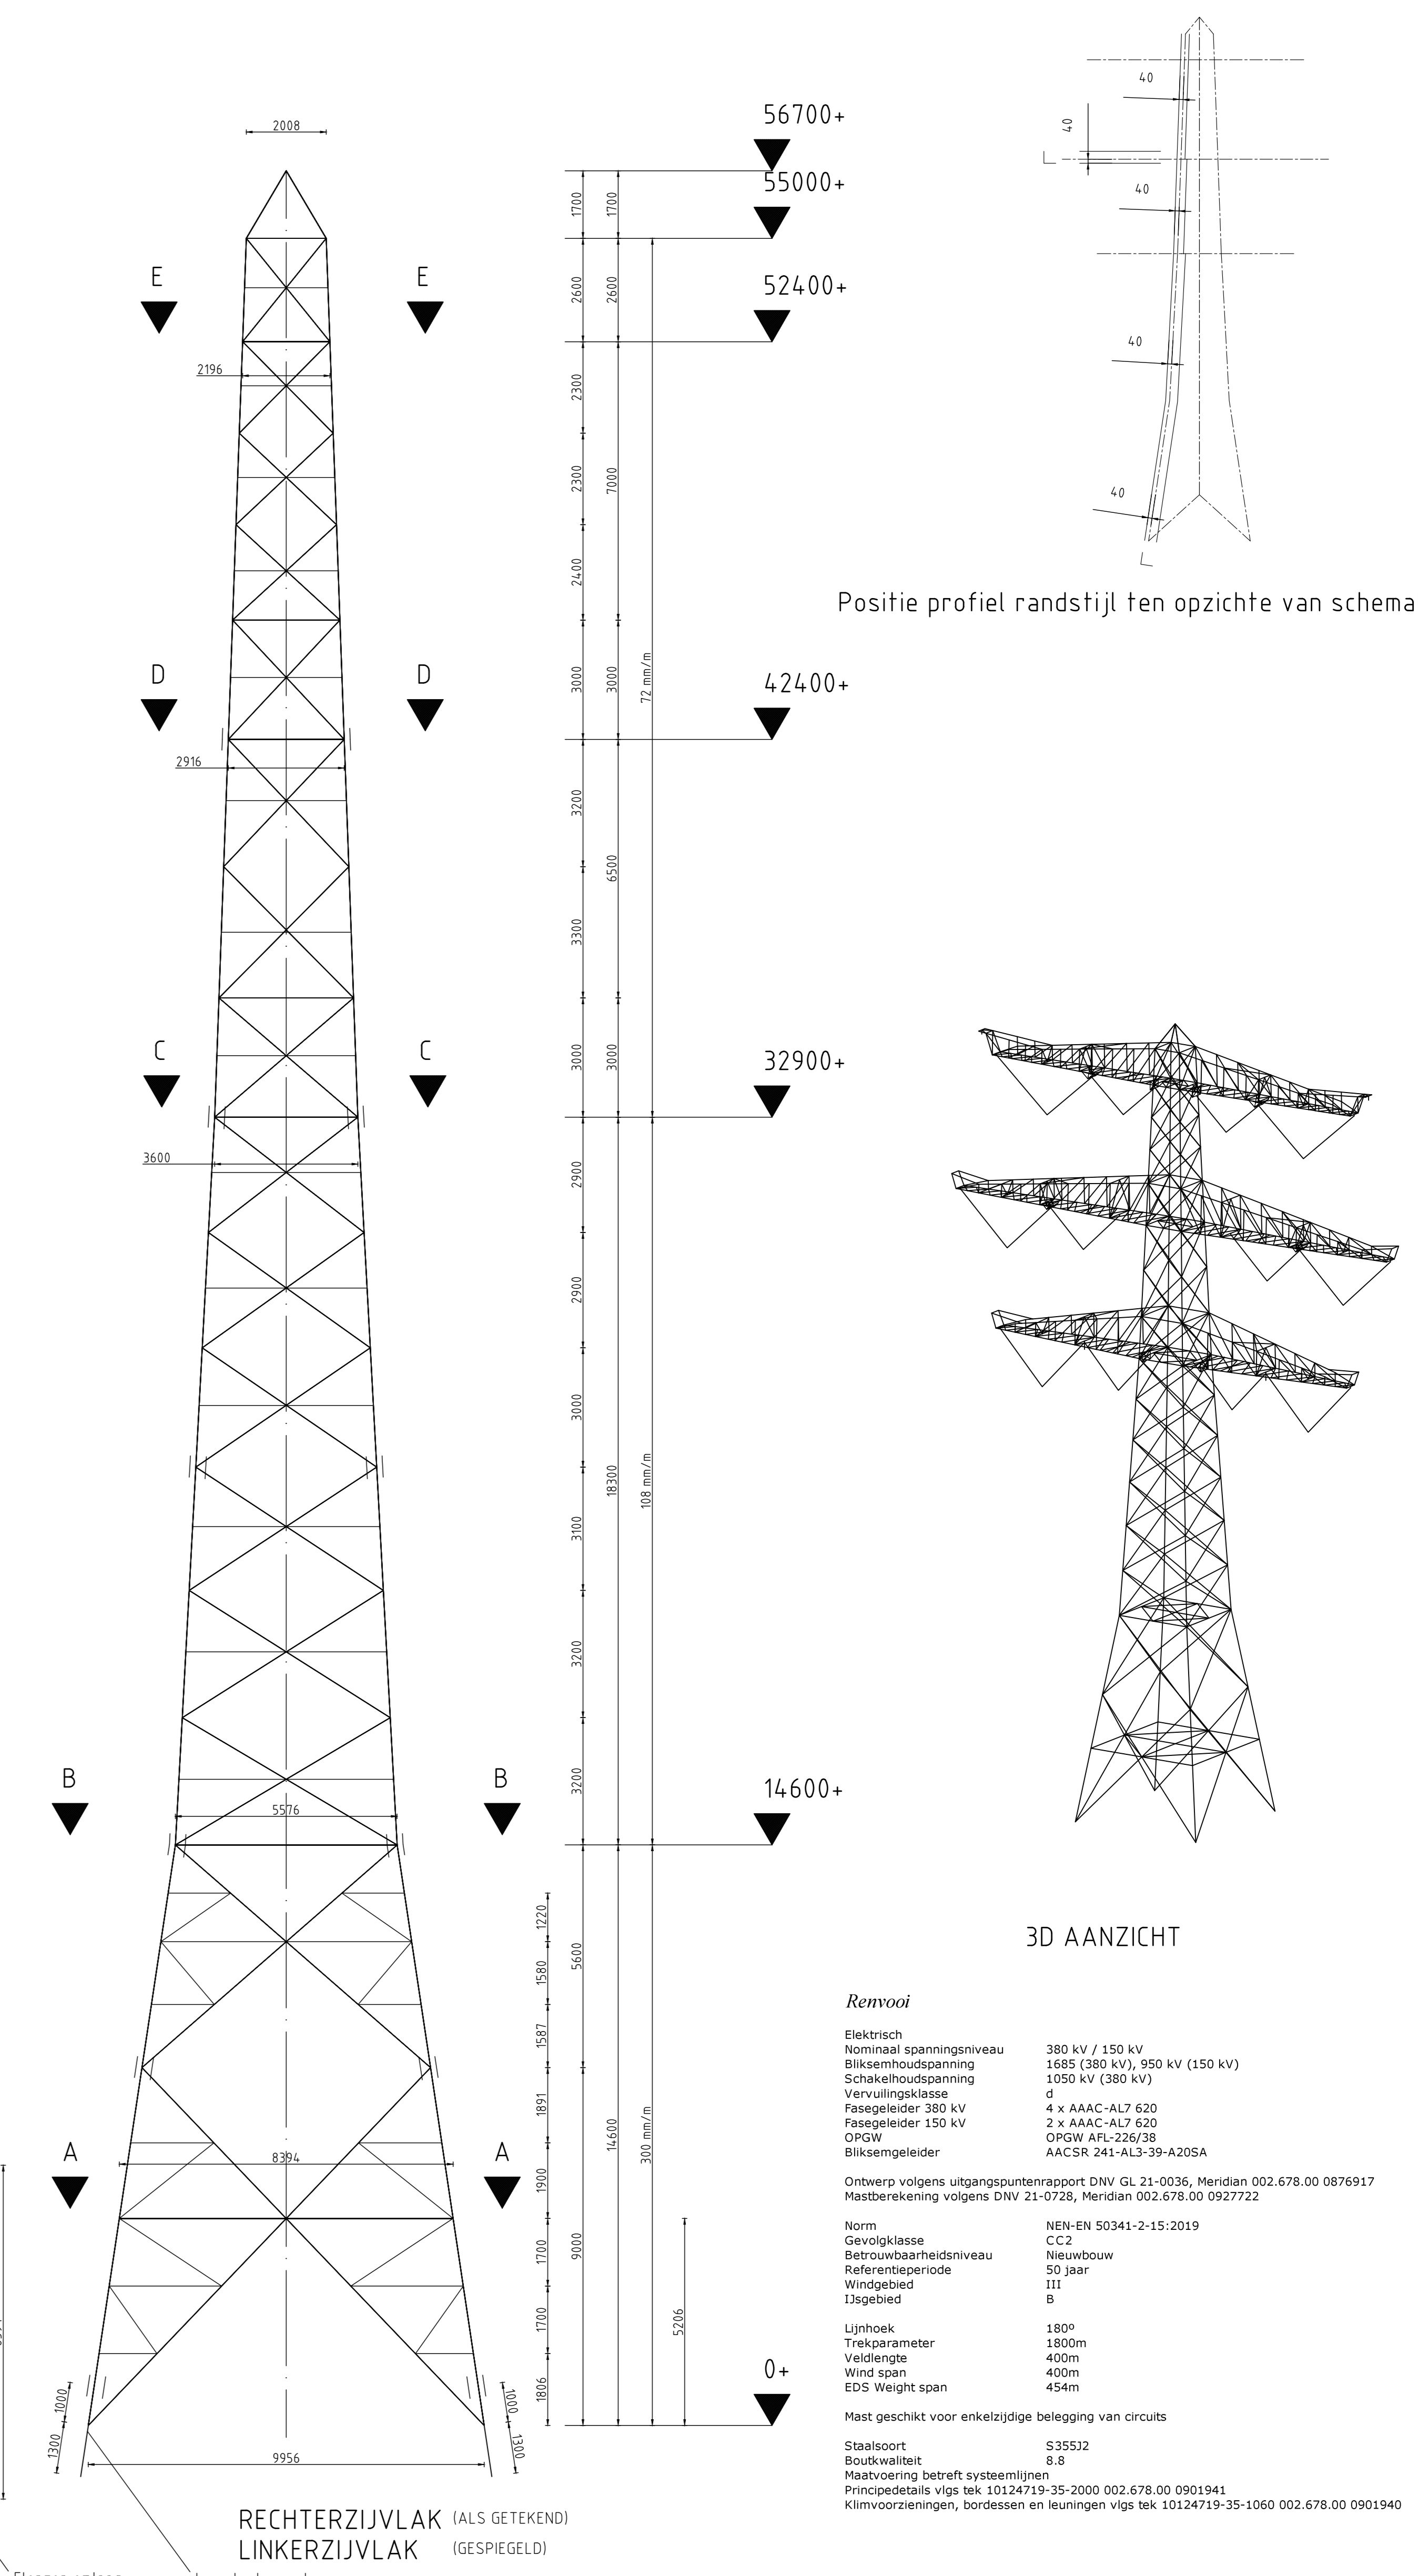 2008
56700+
55000+
52400+
42400+
32900+
14600+
0+
E
E
D
D
C
C
B
B
A
A
2196
2916
3600
5576
8394
9956
1700
2600
2300
2300
2400
3000
3200
3300
3000
2900
2900
3000
3100
3200
3200
5600
9000
1700
2600
7000
3000
6500
3000
18300
14600
72 mm/m
108 mm/m
300 mm/m
1220
1580
1587
1891
1900
1700
1700
1806
5206
1000
1300
1000
1300
RECHTERZIJVLAK (ALS GETEKEND)
LINKERZIJVLAK (GESPIEGELD)
40
40
40
40
40
Positie profiel randstijl ten opzichte van schema
3D AANZICHT
Renvooi
Elektrisch
Nominaal spanningsniveau 380 kV / 150 kV
Bliksemhoudspanning 1685 (380 kV), 950 kV (150 kV)
Schakelhoudspanning 1050 kV (380 kV)
Vervuilingsklasse d
Fasegeleider 380 kV 4 x AAAC-AL7 620
Fasegeleider 150 kV 2 x AAAC-AL7 620
OPGW OPGW AFL-226/38
Bliksemgeleider AACSR 241-AL3-39-A20SA
Ontwerp volgens uitgangspuntenrapport DNV GL 21-0036, Meridian 002.678.00 0876917
Mastberekening volgens DNV 21-0728, Meridian 002.678.00 0927722
Norm NEN-EN 50341-2-15:2019
Gevolgklasse CC2
Betrouwbaarheidsniveau Nieuwbouw
Referentieperiode 50 jaar
Windgebied III
IJsgebied B
Lijnhoek 180º
Trekparameter 1800m
Veldlengte 400m
Wind span 400m
EDS Weight span 454m
Mast geschikt voor enkelzijdige belegging van circuits
Staalsoort S355J2
Boutkwaliteit 8.8
Maatvoering betreft systeemlijnen
Principedetails vlgs tek 10124719-35-2000 002.678.00 0901941
Klimvoorzieningen, bordessen en leuningen vlgs tek 10124719-35-1060 002.678.00 0901940